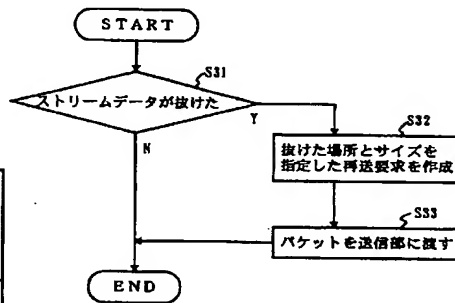 START
S31
ストリームデータが抜けた
Y
N
S32
抜けた場所とサイズを
指定した再送要求を作成
S33
パケットを送信部に渡す
END